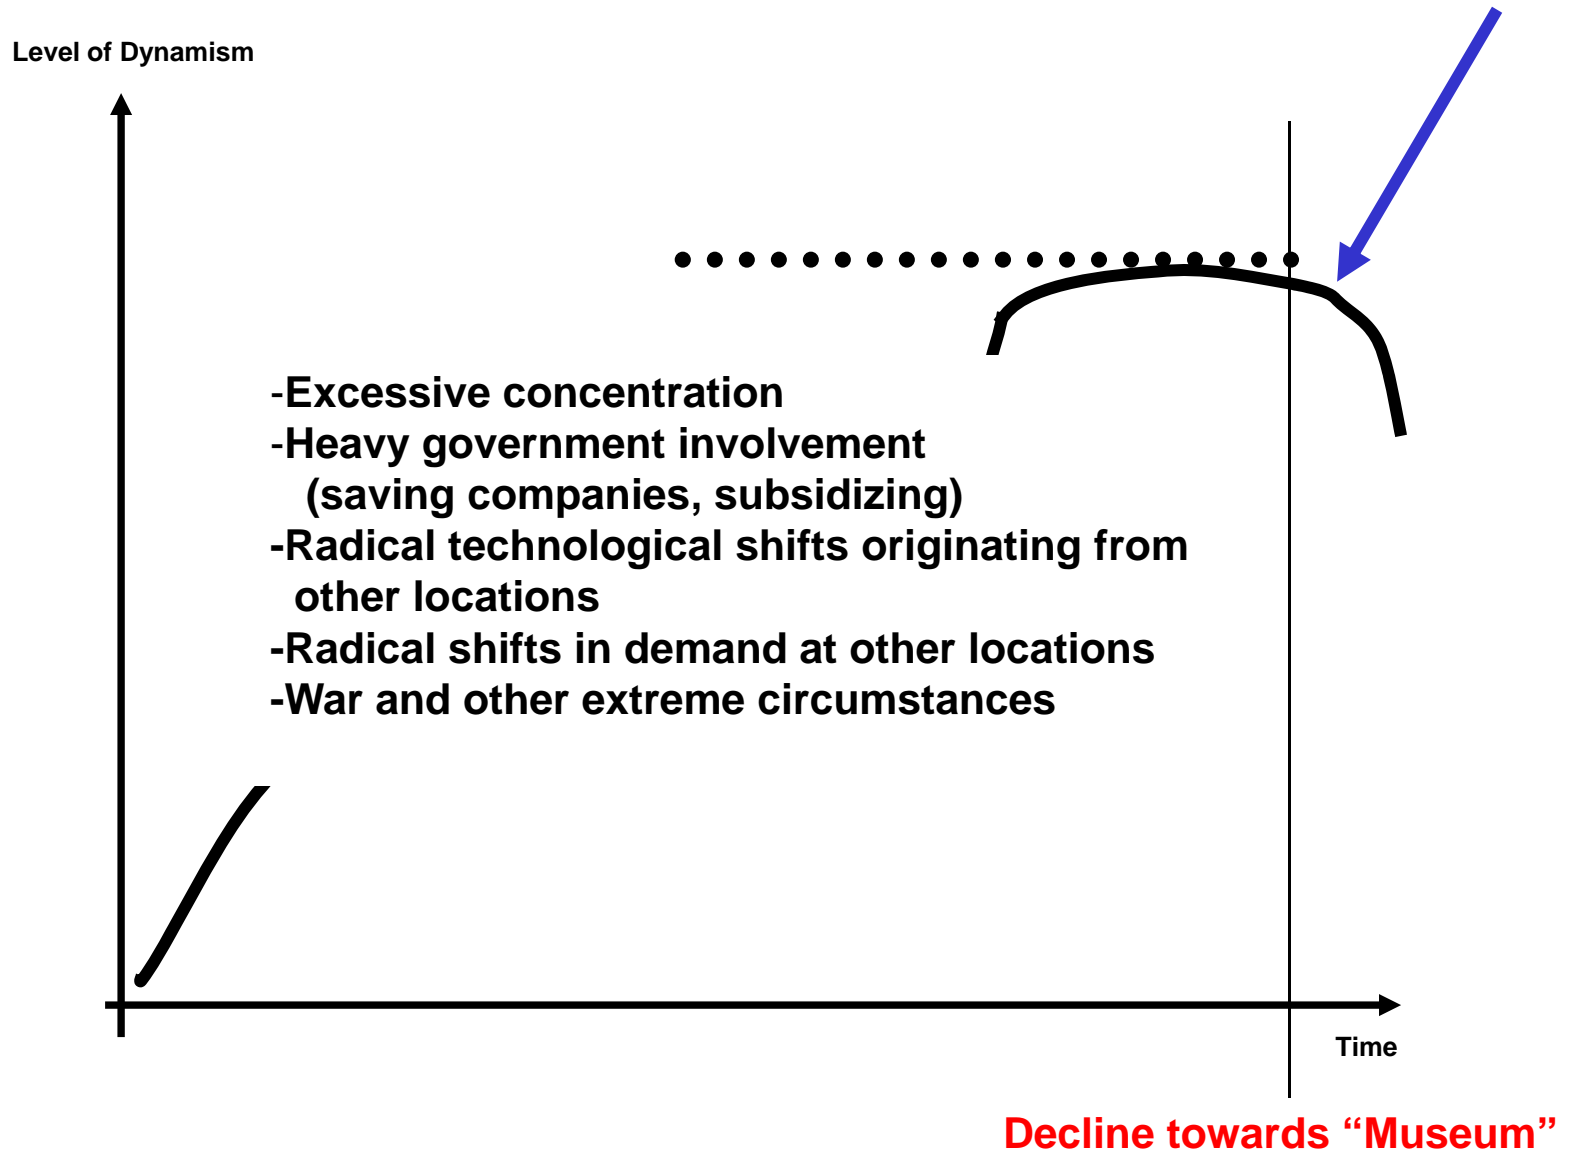 Level of Dynamism
-Excessive concentration
-Heavy government involvement
(saving companies, subsidizing)
-Radical technological shifts originating from
other locations
-Radical shifts in demand at other locations
-War and other extreme circumstances
Time
Decline towards “Museum”